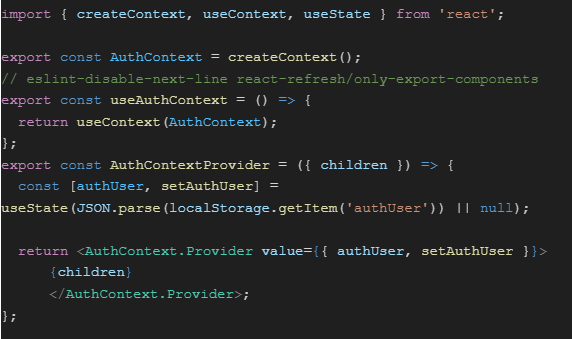 import { createContext, useContext, useState } from 'react';
export const AuthContext = createContext();
// eslint-disable-next-line react-refresh/only-export-components
export const useAuthContext = () => {
  return useContext(AuthContext);
};
export const AuthContextProvider = ({ children }) => {
  const [authUser, setAuthUser] =
useState(JSON.parse(localStorage.getItem('authUser')) || null);
  return <AuthContext.Provider value={{ authUser, setAuthUser }}>
      {children}
      </AuthContext.Provider>;
};